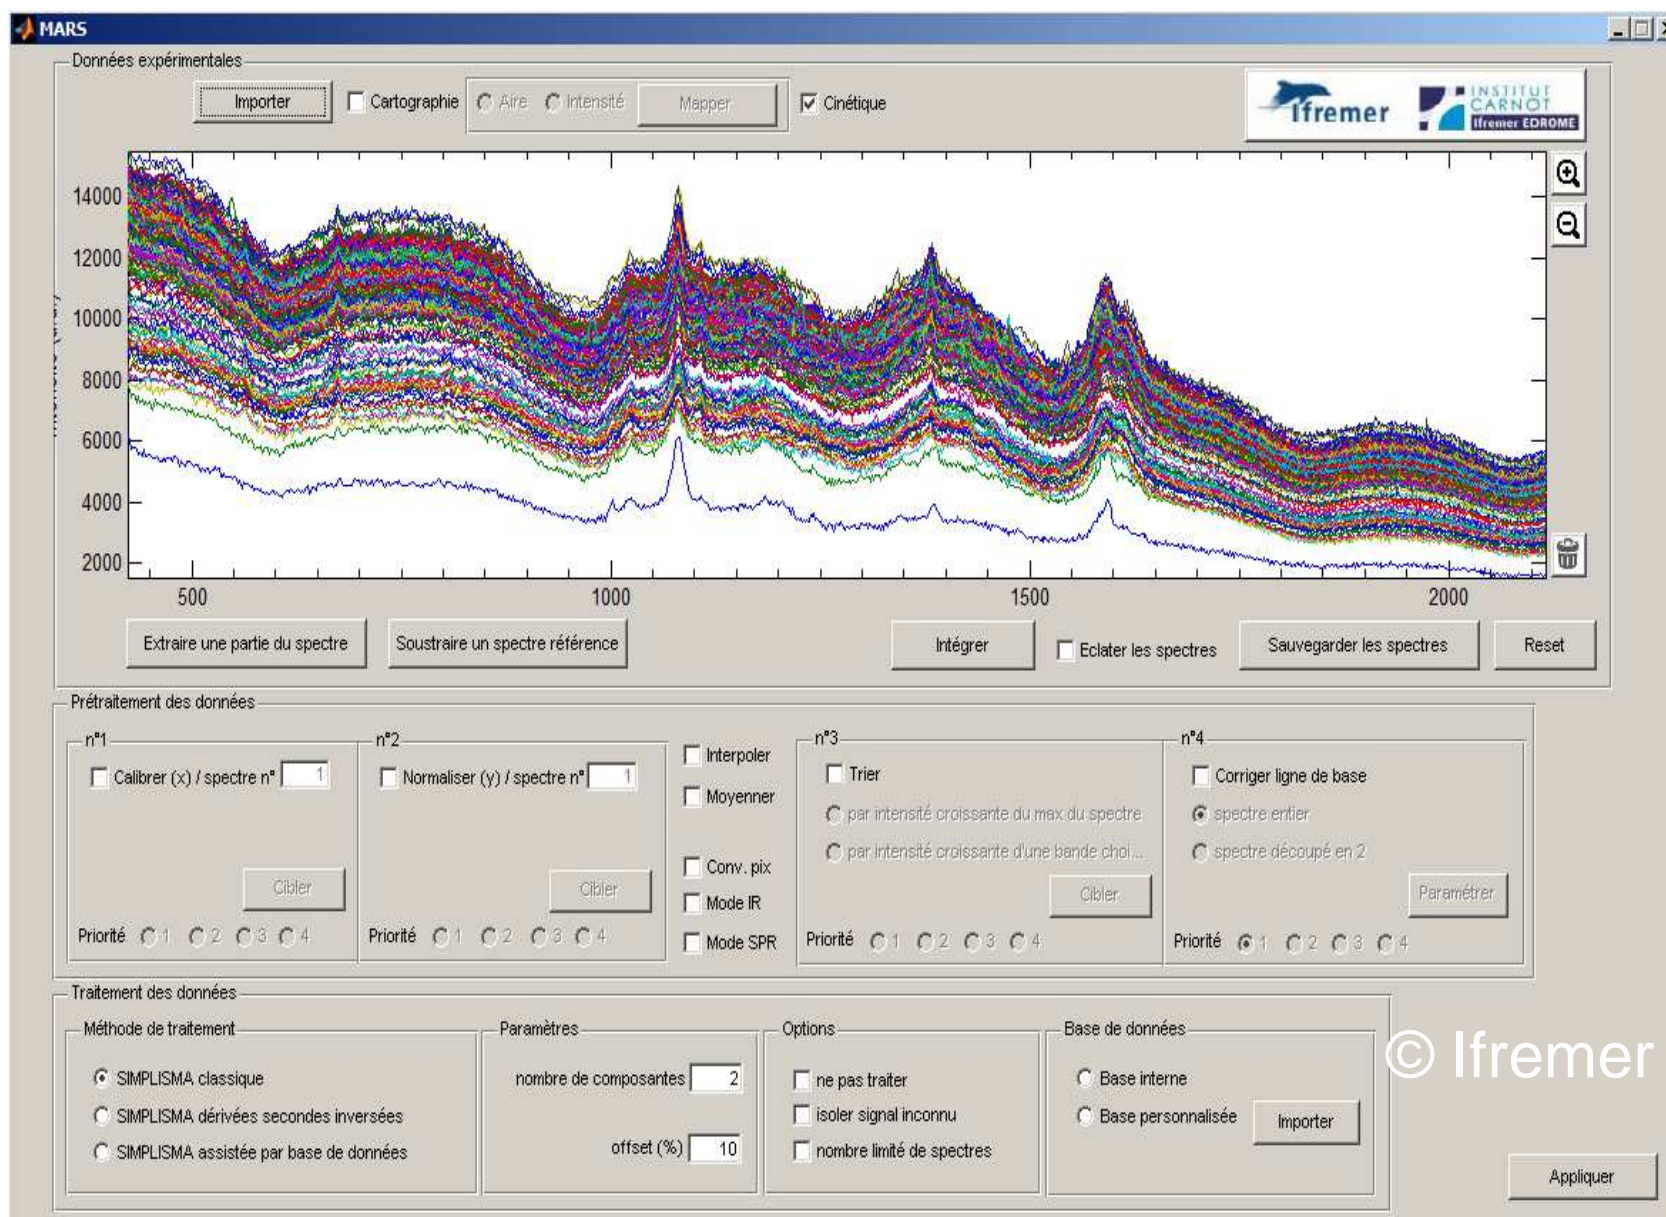 MARS
Données expérimentales
Importer Cartographie Aire Intensité Mapper Cinétique
Ifremer
INSTITUT
CARNOT
Ifremer EDROME
14000
12000
10000
8000
6000
4000
2000
500 1000 1500 2000
Extraire une partie du spectre Soustraire un spectre référence Intégrer Eclater les spectres Sauvegarder les spectres Reset
Prétraitement des données
n°1 n°2 n°3 n°4
Calibrer (x) / spectre n° 1 Normaliser (y) / spectre n° 1 Interpoler Trier Corriger ligne de base
Moyenner par intensité croissante du max du spectre spectre entier
par intensité croissante d'une bande choi... spectre découpé en 2
Conv. pix
Cibler Cibler Mode IR Cibler Paramétrer
Priorité 1 2 3 4 Priorité 1 2 3 4 Mode SPR Priorité 1 2 3 4 Priorité 1 2 3 4
Traitement des données
Méthode de traitement Paramètres Options Base de données
© Ifremer
SIMPLISMA classique nombre de composantes 2 ne pas traiter Base interne
SIMPLISMA dérivées secondes inversées isoler signal inconnu Base personnalisée Importer
SIMPLISMA assistée par base de données offset (%) 10 nombre limité de spectres
Appliquer